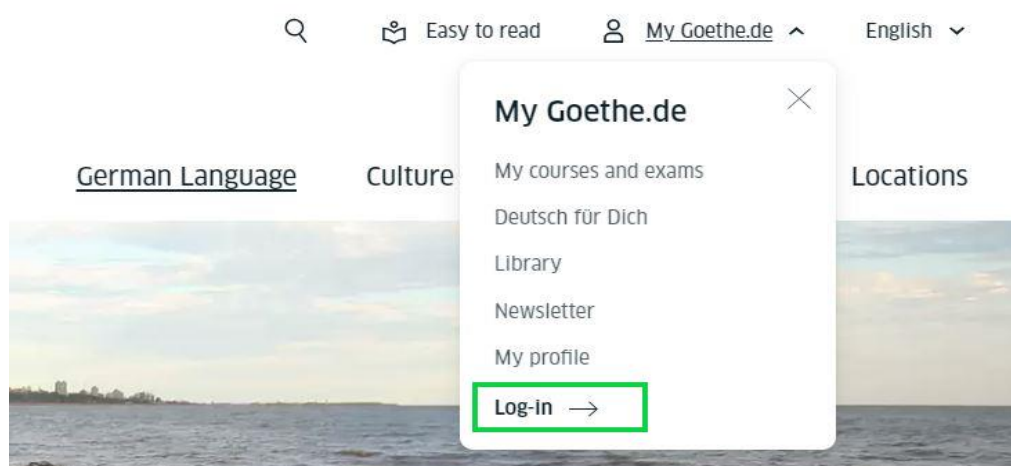 Easy to read My Goethe.de English
My Goethe.de
German Language Culture Locations
My courses and exams
Deutsch für Dich
Library
Newsletter
My profile
Log-in →